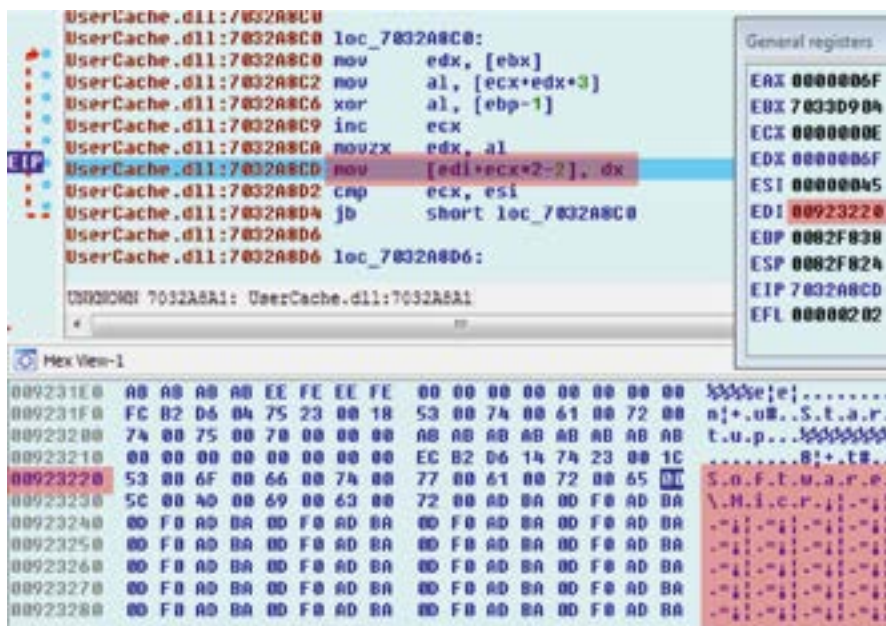 UserCache.dll:7032A8C0
UserCache.dll:7032A8C0 loc_7032A8C0:
UserCache.dll:7032A8C0 mov edx, [ebx]
UserCache.dll:7032A8C2 mov al, [ecx+edx+3]
UserCache.dll:7032A8C6 xor al, [ebp-1]
UserCache.dll:7032A8C9 inc ecx
UserCache.dll:7032A8CA movzx edx, al
EIP
UserCache.dll:7032A8CD mov [edi+ecx*2-2], dx
UserCache.dll:7032A8D2 cmp ecx, esi
UserCache.dll:7032A8D4 jb short loc_7032A8C0
UserCache.dll:7032A8D6
UserCache.dll:7032A8D6 loc_7032A8D6:
UNKNOWN 7032A8A1: UserCache.dll:7032A8A1
General registers
EAX 0000006F
EBX 7033D904
ECX 0000000E
EDX 0000006F
ESI 00000045
EDI 00923220
EBP 0082F838
ESP 0082F824
EIP 7032A8CD
EFL 00000202
Hex View-1
009231E0 AB AB AB AB EE FE EE FE 00 00 00 00 00 00 00 00
009231F0 FC B2 D6 04 75 23 00 18 53 00 74 00 61 00 72 00 S.t.a.r.
00923200 74 00 75 00 70 00 00 00 AB AB AB AB AB AB AB AB t.u.p...
00923210 00 00 00 00 00 00 00 00 EC B2 D6 14 74 23 00 1C
00923220 53 00 6F 00 66 00 74 00 77 00 61 00 72 00 65 00 S.o.f.t.w.a.r.e
00923230 5C 00 4D 00 69 00 63 00 72 00 AD BA 0D F0 AD BA \.M.i.c.r.
00923240 0D F0 AD BA 0D F0 AD BA 0D F0 AD BA 0D F0 AD BA
00923250 0D F0 AD BA 0D F0 AD BA 0D F0 AD BA 0D F0 AD BA
00923260 0D F0 AD BA 0D F0 AD BA 0D F0 AD BA 0D F0 AD BA
00923270 0D F0 AD BA 0D F0 AD BA 0D F0 AD BA 0D F0 AD BA
00923280 0D F0 AD BA 0D F0 AD BA 0D F0 AD BA 0D F0 AD BA